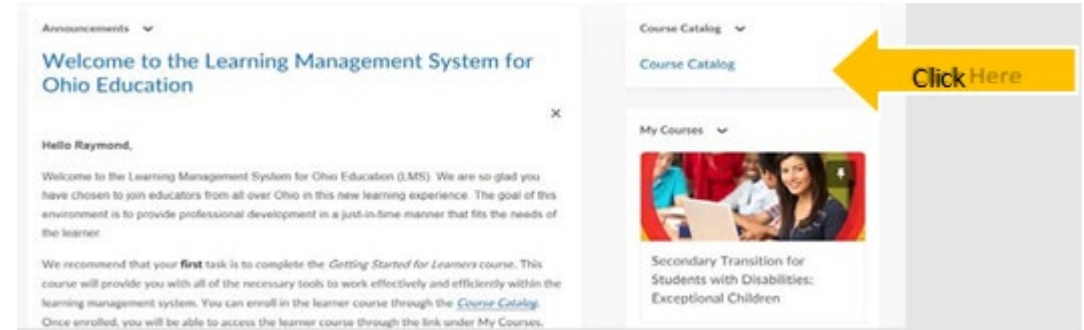 Announcements
Welcome to the Learning Management System for
Ohio Education
Hello Raymond,
Welcome to the Learning Management System for Ohio Education (LMS). We are so glad you
have chosen to join educators from all over Ohio in this new learning experience. The goal of this
environment is to provide professional development in a just-in-time manner that fits the needs of
the learner.
We recommend that your first task is to complete the Getting Started for Learners course. This
course will provide you with all of the necessary tools to work effectively and efficiently within the
learning management system. You can enroll in the learner course through the Course Catalog.
Once enrolled, you will be able to access the learner course through the link under My Courses.
Course Catalog
Course Catalog
Click Here
My Courses
Secondary Transition for
Students with Disabilities:
Exceptional Children